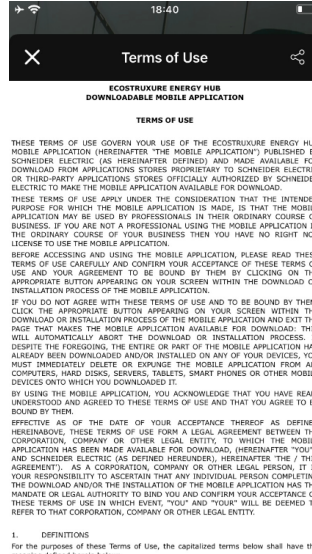 18:40
Terms of Use
ECOSTRUXURE ENERGY HUB
DOWNLOADABLE MOBILE APPLICATION
TERMS OF USE
THESE TERMS OF USE GOVERN YOUR USE OF THE ECOSTRUXURE ENERGY HU
MOBILE APPLICATION (HEREINAFTER "THE MOBILE APPLICATION") PUBLISHED B
SCHNEIDER ELECTRIC (AS HEREINAFTER DEFINED) AND MADE AVAILABLE FO
DOWNLOAD FROM APPLICATIONS STORES PROPRIETARY TO SCHNEIDER ELECTRI
OR THIRD-PARTY APPLICATIONS STORES OFFICIALLY AUTHORIZED BY SCHNEIDE
ELECTRIC TO MAKE THE MOBILE APPLICATION AVAILABLE FOR DOWNLOAD.
THESE TERMS OF USE APPLY UNDER THE CONSIDERATION THAT THE INTENDE
PURPOSE FOR WHICH THE MOBILE APPLICATION IS MADE, IS THAT THE MOBIL
APPLICATION MAY BE USED BY PROFESSIONALS IN THEIR ORDINARY COURSE O
BUSINESS. IF YOU ARE NOT A PROFESSIONAL USING THE MOBILE APPLICATION I
THE ORDINARY COURSE OF YOUR BUSINESS THEN YOU HAVE NO RIGHT NO
LICENSE TO USE THE MOBILE APPLICATION.
BEFORE ACCESSING AND USING THE MOBILE APPLICATION, PLEASE READ THES
TERMS OF USE CAREFULLY AND CONFIRM YOUR ACCEPTANCE OF THESE TERMS O
USE AND YOUR AGREEMENT TO BE BOUND BY THEM BY CLICKING ON TH
APPROPRIATE BUTTON APPEARING ON YOUR SCREEN WITHIN THE DOWNLOAD O
INSTALLATION PROCESS OF THE MOBILE APPLICATION.
IF YOU DO NOT AGREE WITH THESE TERMS OF USE AND TO BE BOUND BY THEM
CLICK THE APPROPRIATE BUTTON APPEARING ON YOUR SCREEN WITHIN TH
DOWNLOAD OR INSTALLATION PROCESS OF THE MOBILE APPLICATION AND EXIT TH
PAGE THAT MAKES THE MOBILE APPLICATION AVAILABLE FOR DOWNLOAD: THI
WILL AUTOMATICALLY ABORT THE DOWNLOAD OR INSTALLATION PROCESS.
DESPITE THE FOREGOING, THE ENTIRE OR PART OF THE MOBILE APPLICATION HA
ALREADY BEEN DOWNLOADED AND/OR INSTALLED ON ANY OF YOUR DEVICES, YO
MUST IMMEDIATELY DELETE OR EXPUNGE THE MOBILE APPLICATION FROM AL
COMPUTERS, HARD DISKS, SERVERS, TABLETS, SMART PHONES OR OTHER MOBIL
DEVICES ONTO WHICH YOU DOWNLOADED IT.
BY USING THE MOBILE APPLICATION, YOU ACKNOWLEDGE THAT YOU HAVE REA
UNDERSTOOD AND AGREED TO THESE TERMS OF USE AND THAT YOU AGREE TO B
BOUND BY THEM.
EFFECTIVE AS OF THE DATE OF YOUR ACCEPTANCE THEREOF AS DEFINE
HEREINABOVE, THESE TERMS OF USE FORM A LEGAL AGREEMENT BETWEEN TH
CORPORATION, COMPANY OR OTHER LEGAL ENTITY, TO WHICH THE MOBIL
APPLICATION HAS BEEN MADE AVAILABLE FOR DOWNLOAD, (HEREINAFTER "YOU"
AND SCHNEIDER ELECTRIC (AS DEFINED HEREUNDER), HEREINAFTER 'THE / THI
AGREEMENT'). AS A CORPORATION, COMPANY OR OTHER LEGAL PERSON, IT I
YOUR RESPONSIBILITY TO ASCERTAIN THAT ANY INDIVIDUAL PERSON COMPLETIN
THE DOWNLOAD AND/OR THE INSTALLATION OF THE MOBILE APPLICATION HAS TH
MANDATE OR LEGAL AUTHORITY TO BIND YOU AND CONFIRM YOUR ACCEPTANCE O
THESE TERMS OF USE IN WHICH EVENT, "YOU" AND "YOUR" WILL BE DEEMED T
REFER TO THAT CORPORATION, COMPANY OR OTHER LEGAL ENTITY.
1. DEFINITIONS
For the purposes of these Terms of Use, the capitalized terms below shall have th